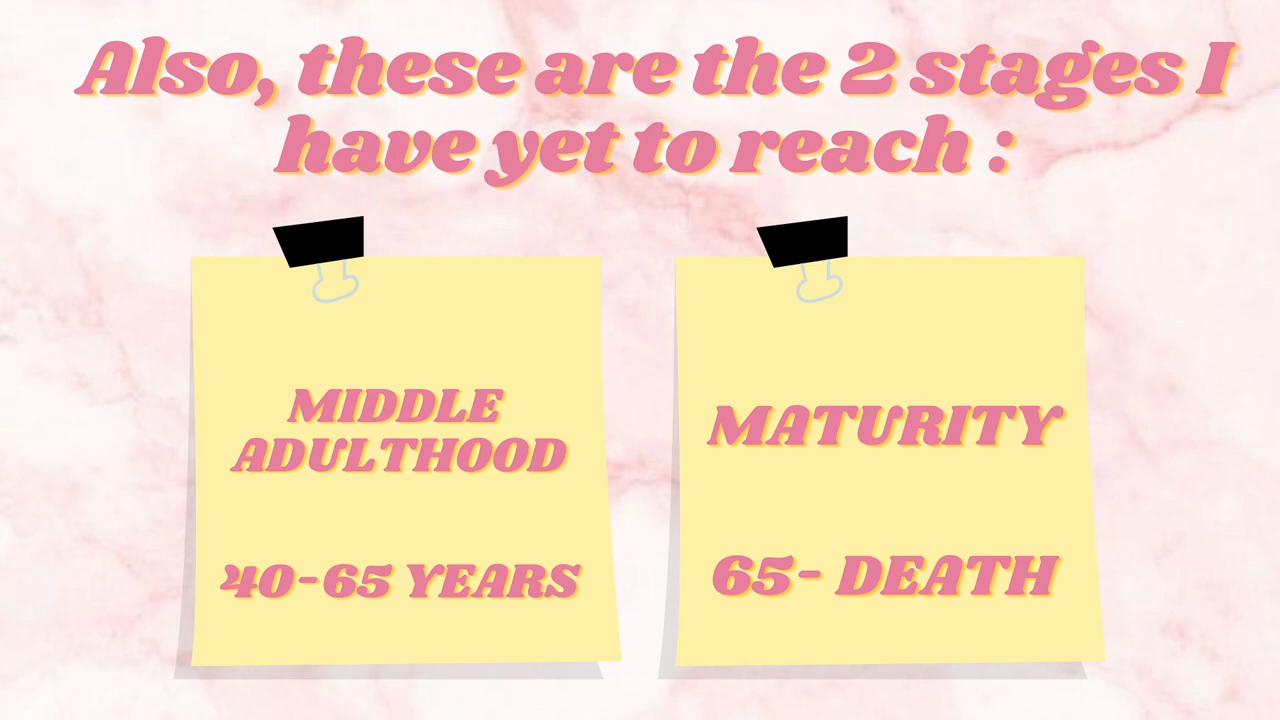 Also, these are the 2 stages I
have yet to reach :
MIDDLE
ADULTHOOD
40-65 YEARS
MATURITY
65- DEATH